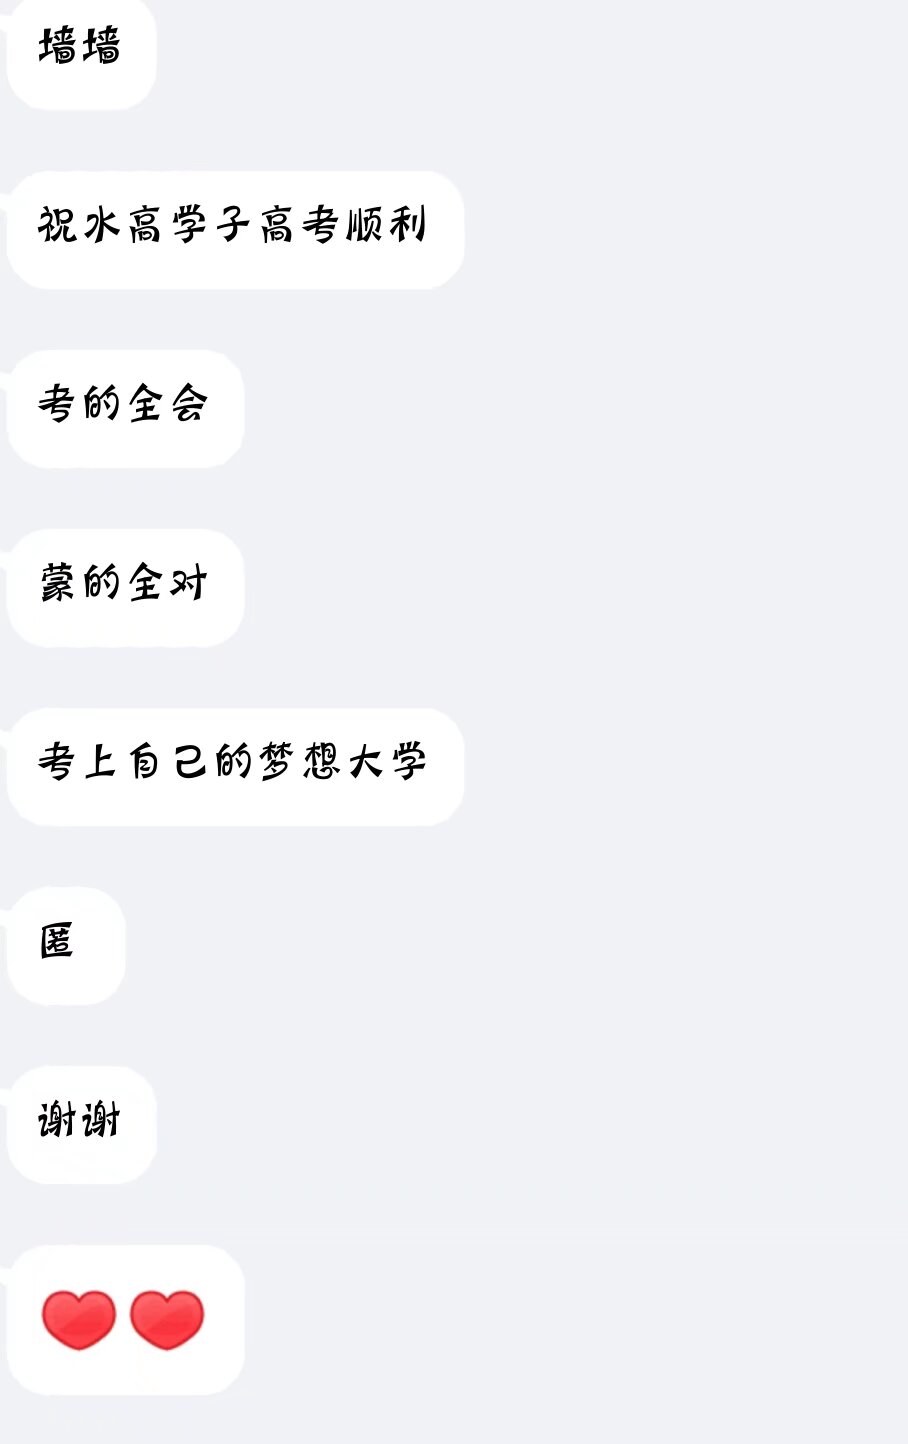 墙墙
祝水高学子高考顺利
考的全会
蒙的全对
考上自己的梦想大学
匿
谢谢